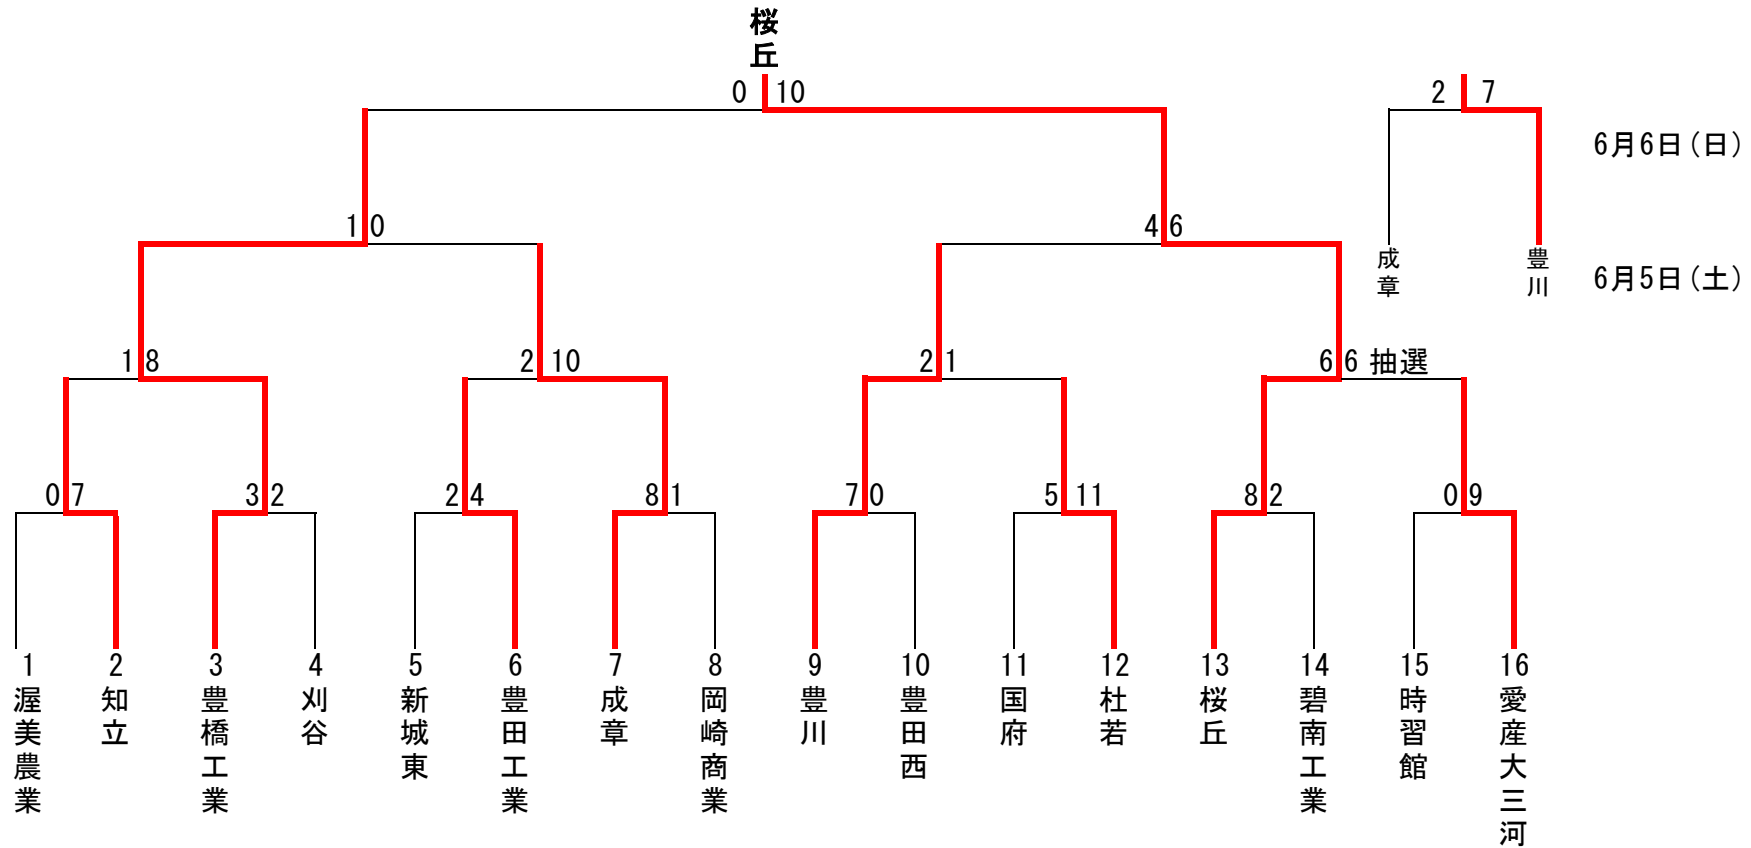 桜丘
0 10
2 7
6月6日(日)
1 0
4 6
成章
豊川
6月5日(土)
1 8
2 10
2 1
6 6 抽選
0 7
3 2
2 4
8 1
7 0
5 11
8 2
0 9
1 2 3 4 5 6 7 8 9 10 11 12 13 14 15 16
渥美農業
知立
豊橋工業
刈谷
新城東
豊田工業
成章
岡崎商業
豊川
豊田西
国府
杜若
桜丘
碧南工業
時習館
愛産大三河